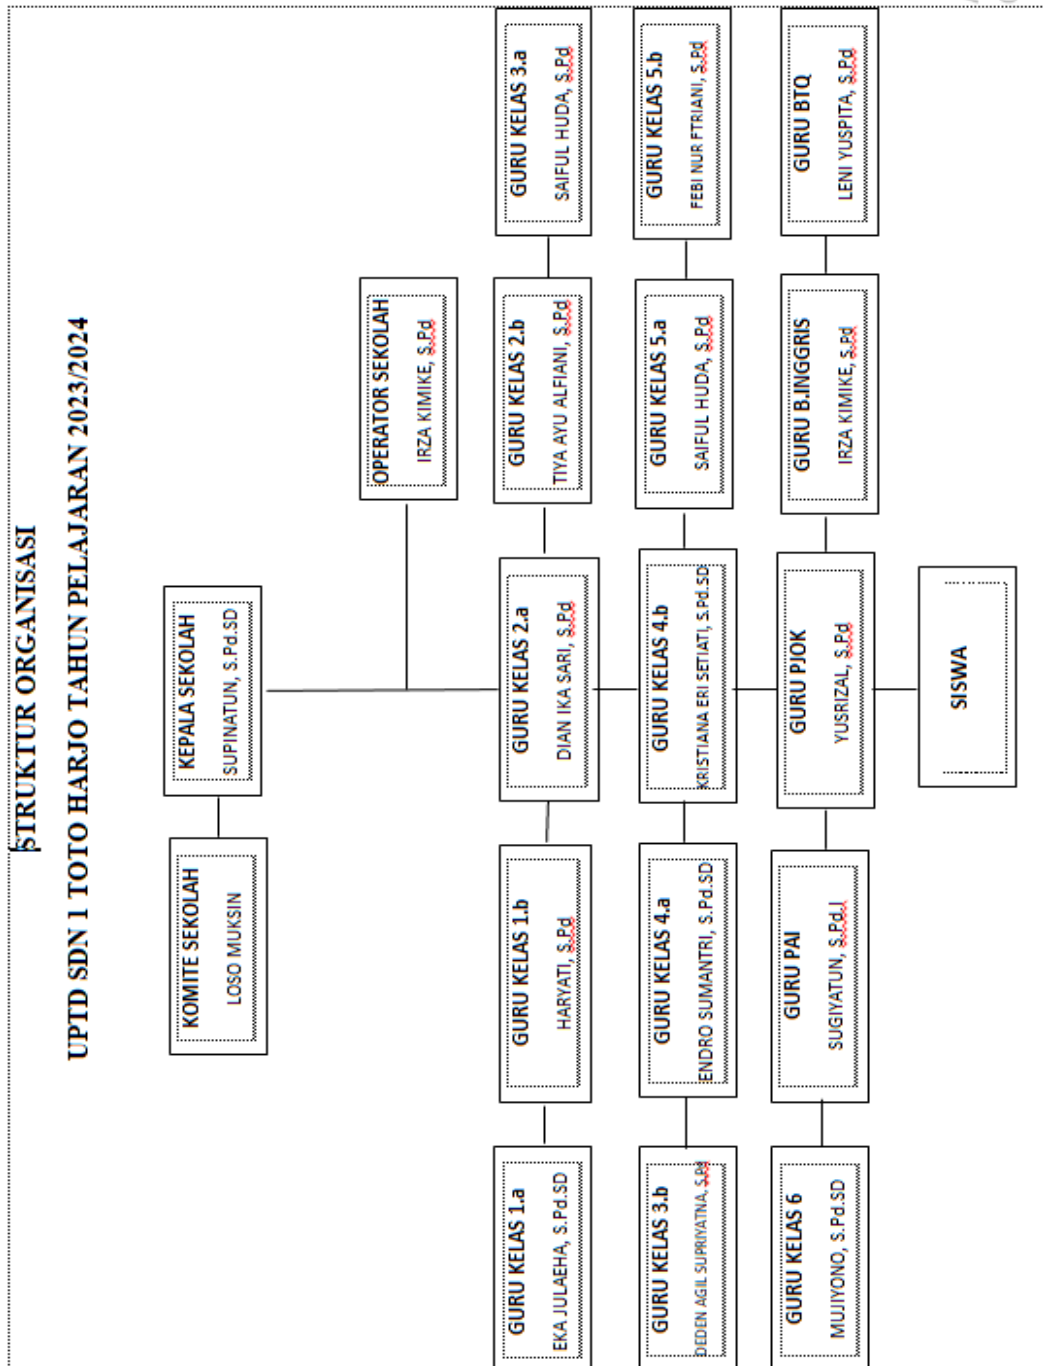 STRUKTUR ORGANISASI
UPTD SDN 1 TOTO HARJO TAHUN PELAJARAN 2023/2024
KOMITE SEKOLAH
LOSO MUKSIN
KEPALA SEKOLAH
SUPINATUN, S.Pd.SD
OPERATOR SEKOLAH
IRZA KIMIKE, S.Pd
GURU KELAS 1.a
EKA JULAEHA, S.Pd.SD
GURU KELAS 1.b
HARYATI, S.Pd
GURU KELAS 2.a
DIAN IKA SARI, S.Pd
GURU KELAS 2.b
TIYA AYU ALFIANI, S.Pd
GURU KELAS 3.a
SAIFUL HUDA, S.Pd
GURU KELAS 3.b
DEDEN AGIL SUPRIYATNA, S.Pd
GURU KELAS 4.a
ENDRO SUMANTRI, S.Pd.SD
GURU KELAS 4.b
KRISTIANA ERI SETIATI, S.Pd.SD
GURU KELAS 5.a
SAIFUL HUDA, S.Pd
GURU KELAS 5.b
FEBI NUR FTRIANI, S.Pd
GURU KELAS 6
MUJIYONO, S.Pd.SD
GURU PAI
SUGIYATUN, S.Pd.I
GURU PJOK
YUSRIZAL, S.Pd
GURU B.INGGRIS
IRZA KIMIKE, S.Pd
GURU BTQ
LENI YUSPITA, S.Pd
SISWA